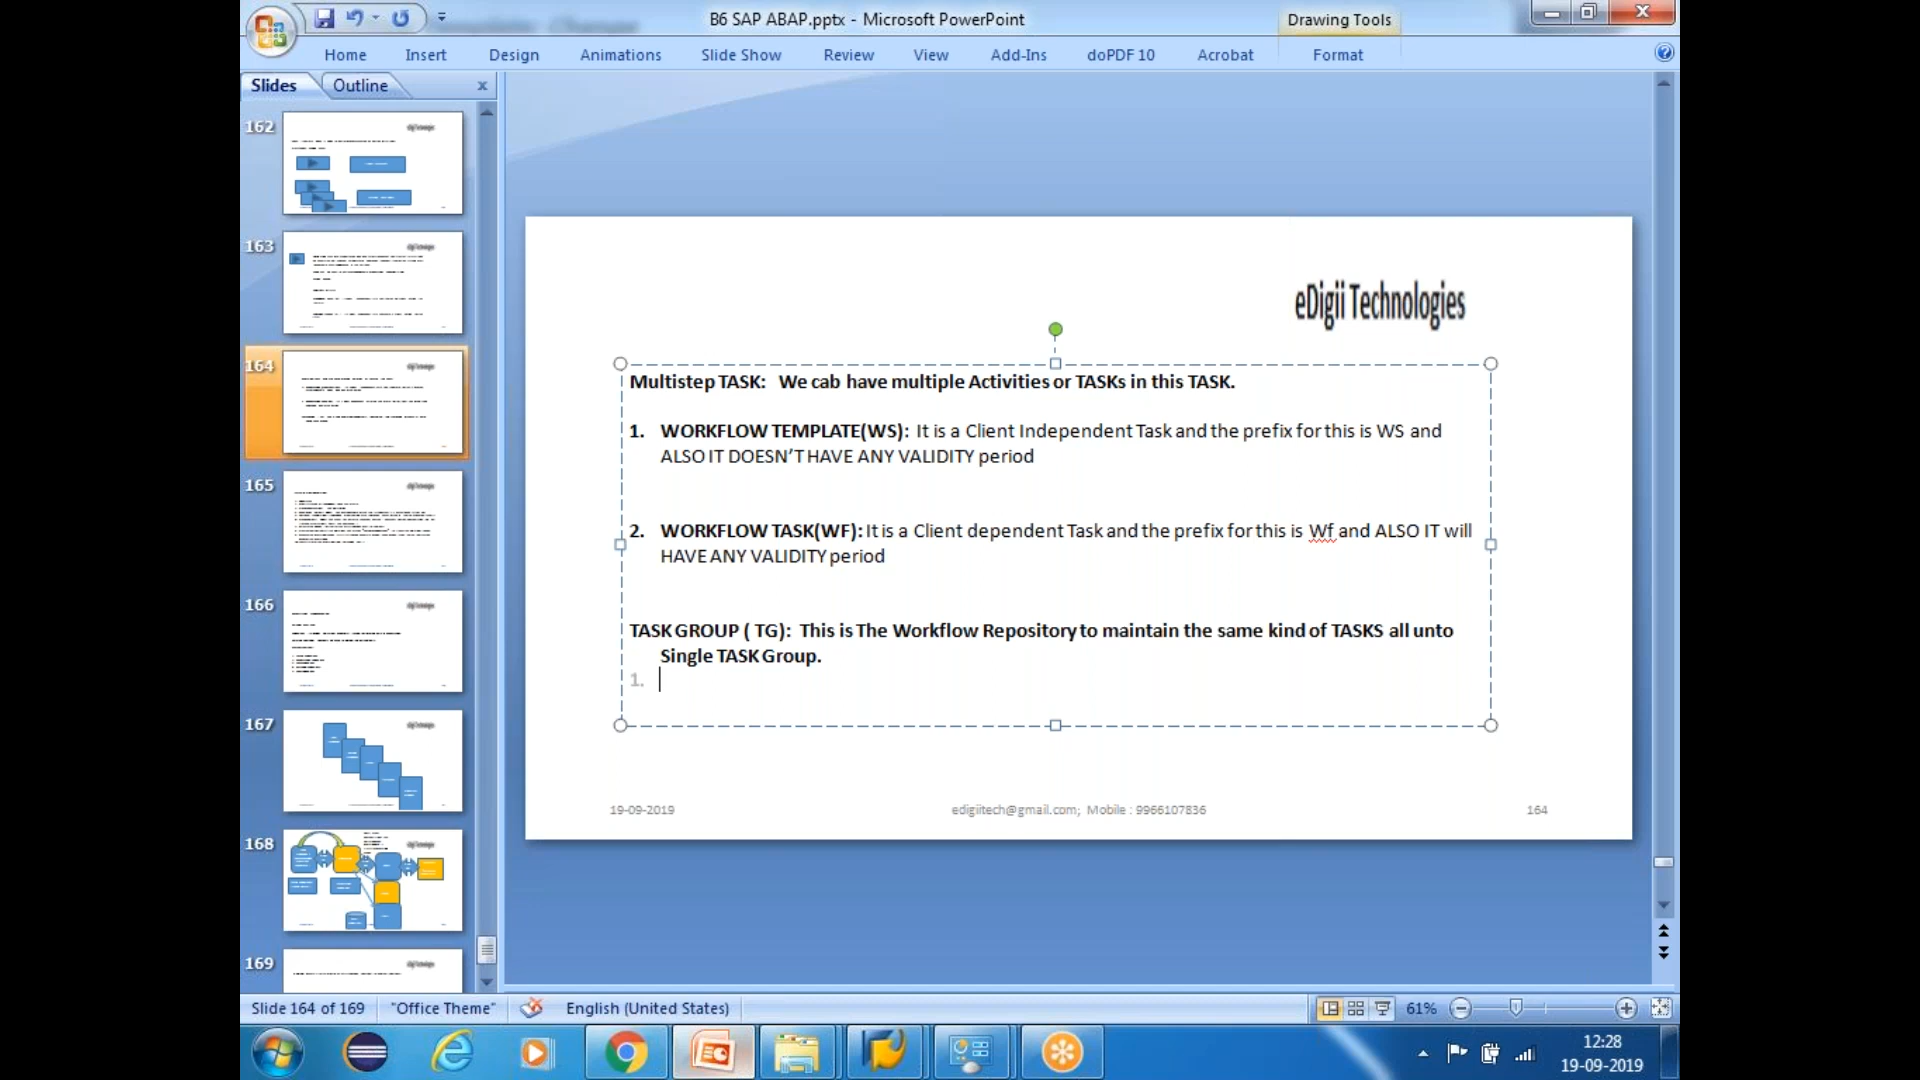 B6 SAP ABAP.pptx - Microsoft PowerPoint
Drawing Tools
Home Insert Design Animations Slide Show Review View Add-Ins doPDF 10 Acrobat Format
Slides Outline x
162
163
164
165
166
167
168
169
eDigii Technologies
Multistep TASK: We cab have multiple Activities or TASKs in this TASK.
1. WORKFLOW TEMPLATE(WS): It is a Client Independent Task and the prefix for this is WS and
ALSO IT DOESN'T HAVE ANY VALIDITY period
2. WORKFLOW TASK(WF): It is a Client dependent Task and the prefix for this is Wf and ALSO IT will
HAVE ANY VALIDITY period
TASK GROUP ( TG): This is The Workflow Repository to maintain the same kind of TASKS all unto
Single TASK Group.
1.
19-09-2019 edigiitech@gmail.com; Mobile : 9966107836 164
Slide 164 of 169 "Office Theme" English (United States) 61%
12:28
19-09-2019